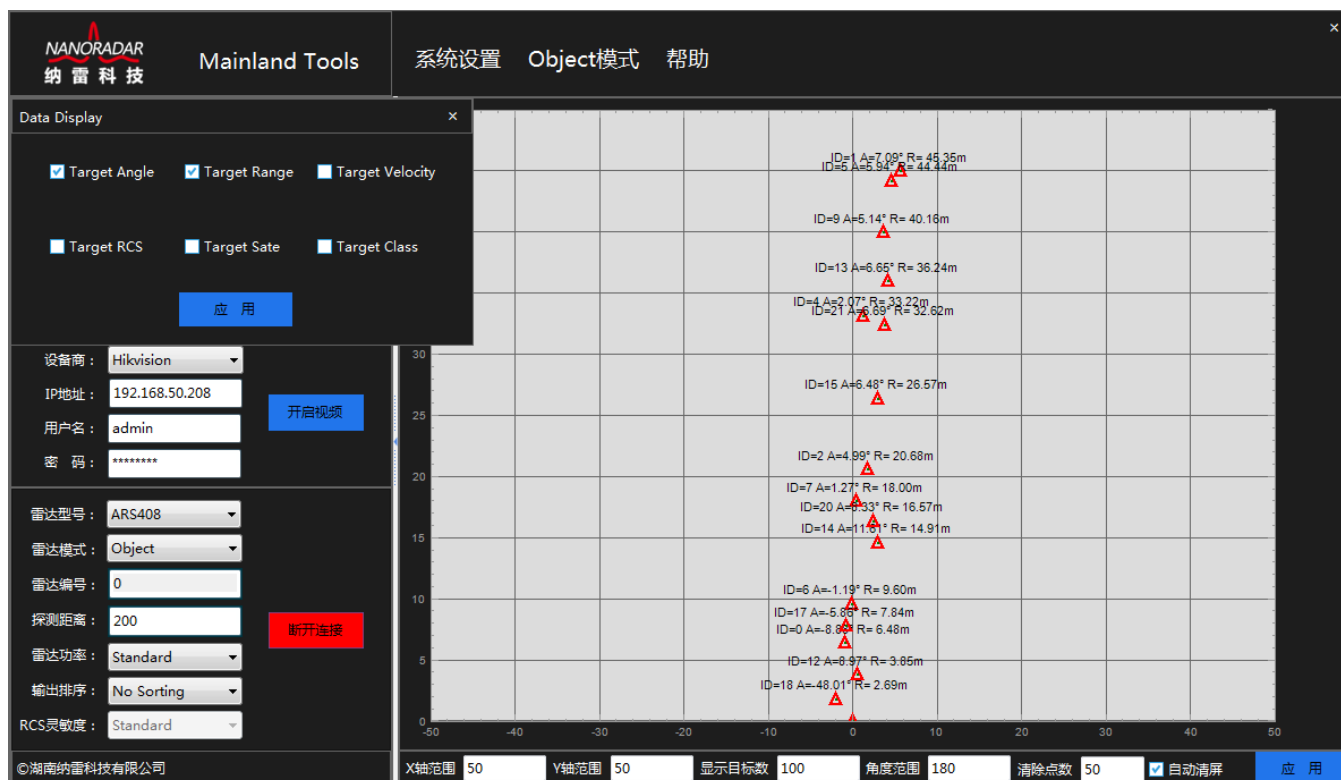 NANORADAR
纳雷科技
Mainland Tools
系统设置 Object模式 帮助
Data Display
Target Angle Target Range Target Velocity
Target RCS Target Sate Target Class
应 用
设备商： Hikvision
IP地址： 192.168.50.208
用户名： admin
密 码： ********
开启视频
雷达型号： ARS408
雷达模式： Object
雷达编号： 0
探测距离： 200
雷达功率： Standard
输出排序： No Sorting
RCS灵敏度： Standard
断开连接
©湖南纳雷科技有限公司
ID=1 A=7.09° R= 45.35m
ID=5 A=5.94° R= 44.44m
ID=9 A=5.14° R= 40.16m
ID=13 A=6.65° R= 36.24m
ID=4 A=2.07° R= 33.22m
ID=21 A=6.69° R= 32.62m
30
ID=15 A=6.48° R= 26.57m
25
ID=2 A=4.99° R= 20.68m
20
ID=7 A=1.27° R= 18.00m
ID=20 R= 16.57m
ID=14 A=11.61° R= 14.91m
15
ID=6 A=-1.19° R= 9.60m
10
ID=17 A=-5.86° R= 7.84m
ID=0 R= 6.48m
5
ID=12 A=8.97° R= 3.85m
ID=18 A=-48.01° R= 2.69m
0
-50 -40 -30 -20 -10 0 10 20 30 40 50
X轴范围 50 Y轴范围 50 显示目标数 100 角度范围 180 清除点数 50 自动清屏 应 用